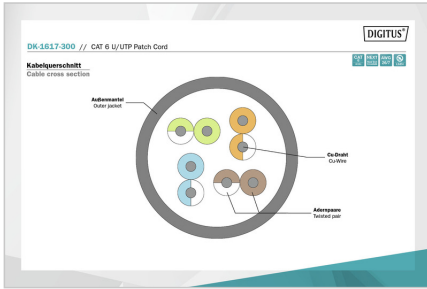 DIGITUS®
DK-1617-300 // CAT 6 U/UTP Patch Cord
Kabelquerschnitt
Cable cross section
Außenmantel
Outer jacket
Cu-Draht
Cu-Wire
Aderspaare
Twisted pair